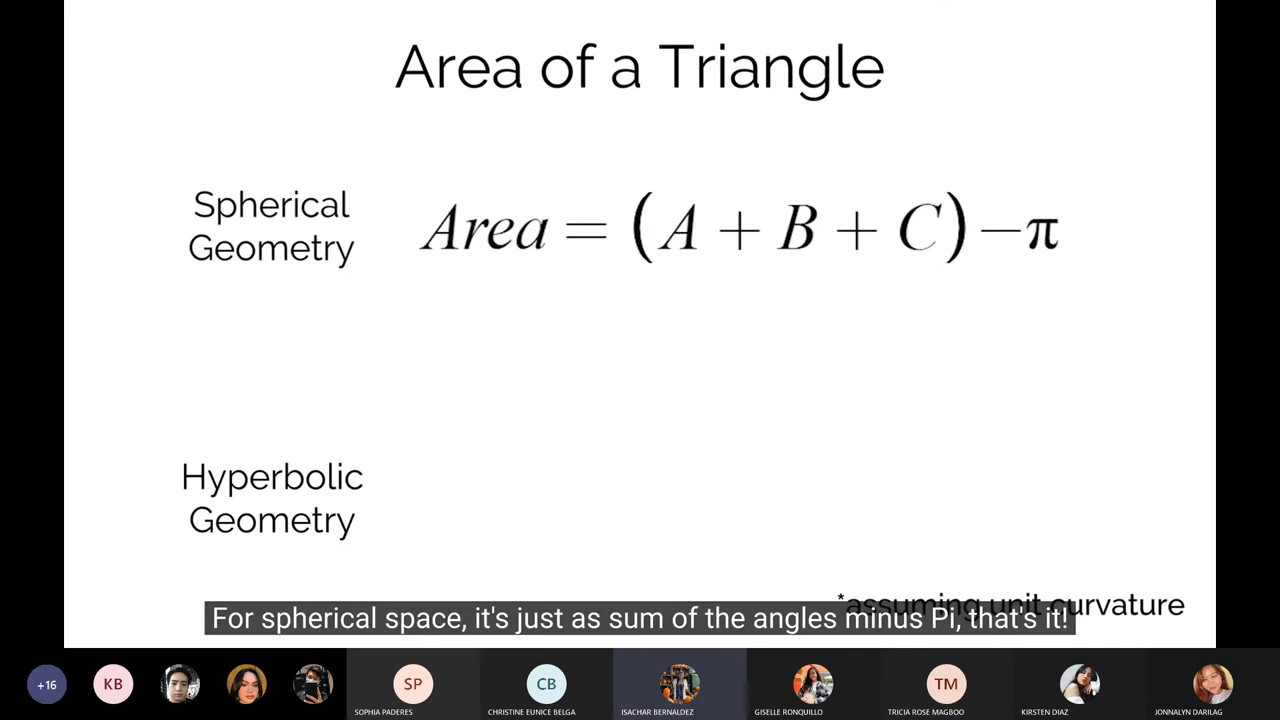 Area of a Triangle
Spherical
Geometry
Area = (A + B + C) − π
Hyperbolic
Geometry
*assuming unit curvature
For spherical space, it's just as sum of the angles minus Pi, that's it!
+16
KB
SP
CB
TM
SOPHIA PADERES
CHRISTINE EUNICE BELGA
ISACHAR BERNALDEZ
GISELLE RONQUILLO
TRICIA ROSE MAGBOO
KIRSTEN DIAZ
JONNALYN DARILAG